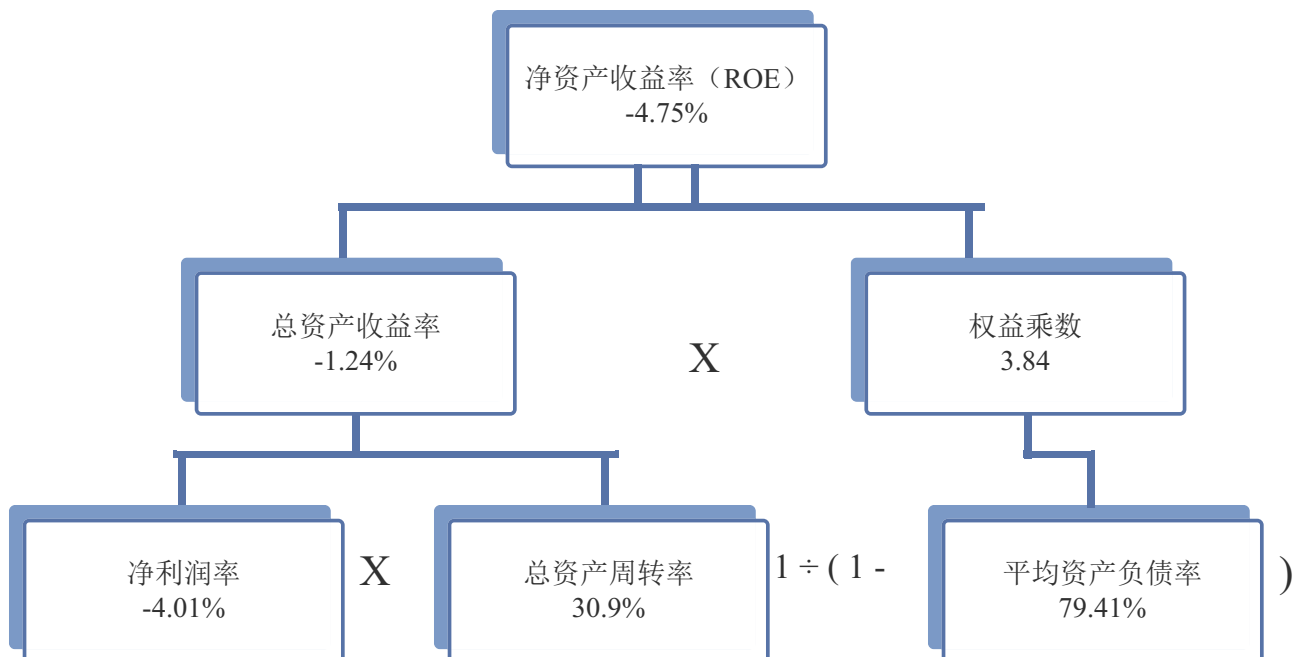 净资产收益率（ROE）
-4.75%
总资产收益率
-1.24%
X
权益乘数
3.84
净利润率
-4.01%
X
总资产周转率
30.9%
1 ÷ ( 1 -
平均资产负债率
79.41%
)